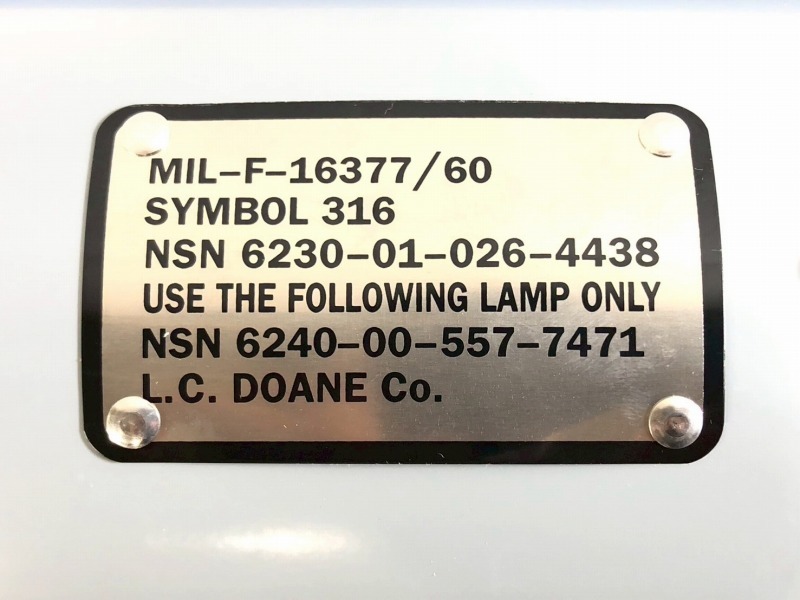 MIL-F-16377/60
SYMBOL 316
NSN 6230-01-026-4438
USE THE FOLLOWING LAMP ONLY
NSN 6240-00-557-7471
L.C. DOANE Co.